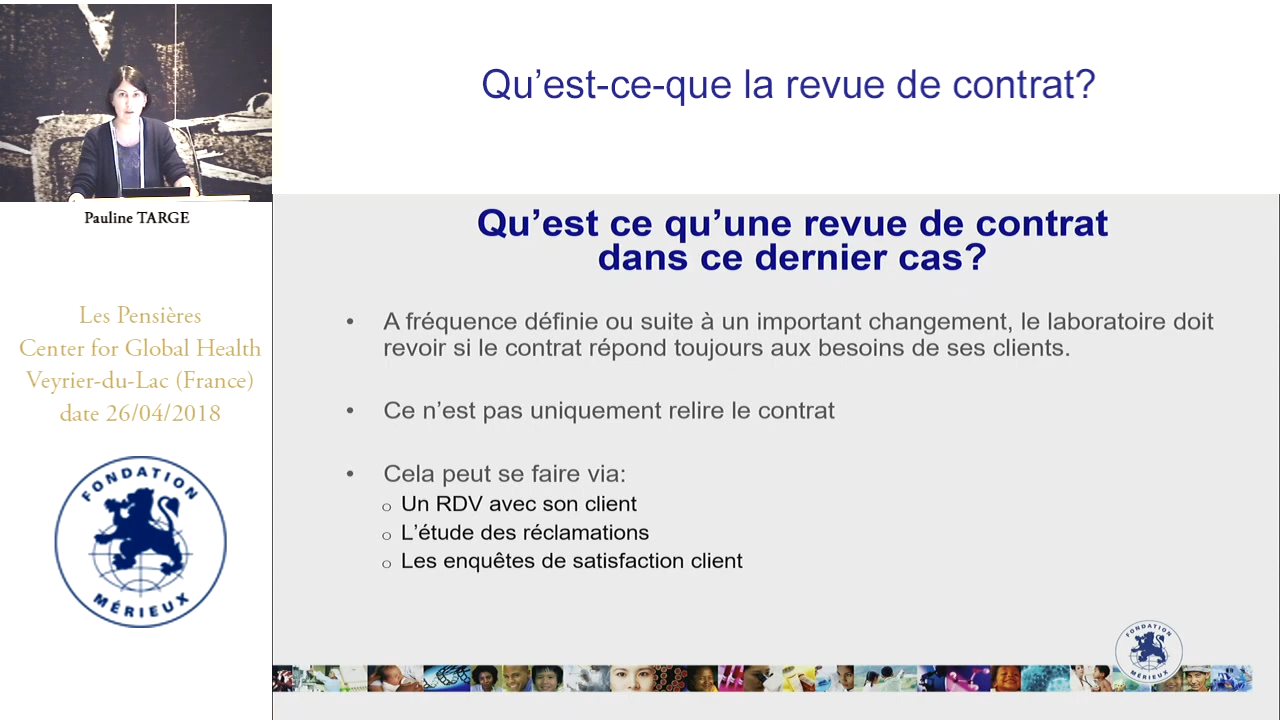 Qu'est-ce-que la revue de contrat?
Pauline TARGE
Les Pensières
Center for Global Health
Veyrier-du-Lac (France)
date 26/04/2018
FONDATION
MÉRIEUX
Qu'est ce qu'une revue de contrat
dans ce dernier cas?
• A fréquence définie ou suite à un important changement, le laboratoire doit
revoir si le contrat répond toujours aux besoins de ses clients.
• Ce n'est pas uniquement relire le contrat
• Cela peut se faire via:
o Un RDV avec son client
o L'étude des réclamations
o Les enquêtes de satisfaction client
FONDATION
MÉRIEUX